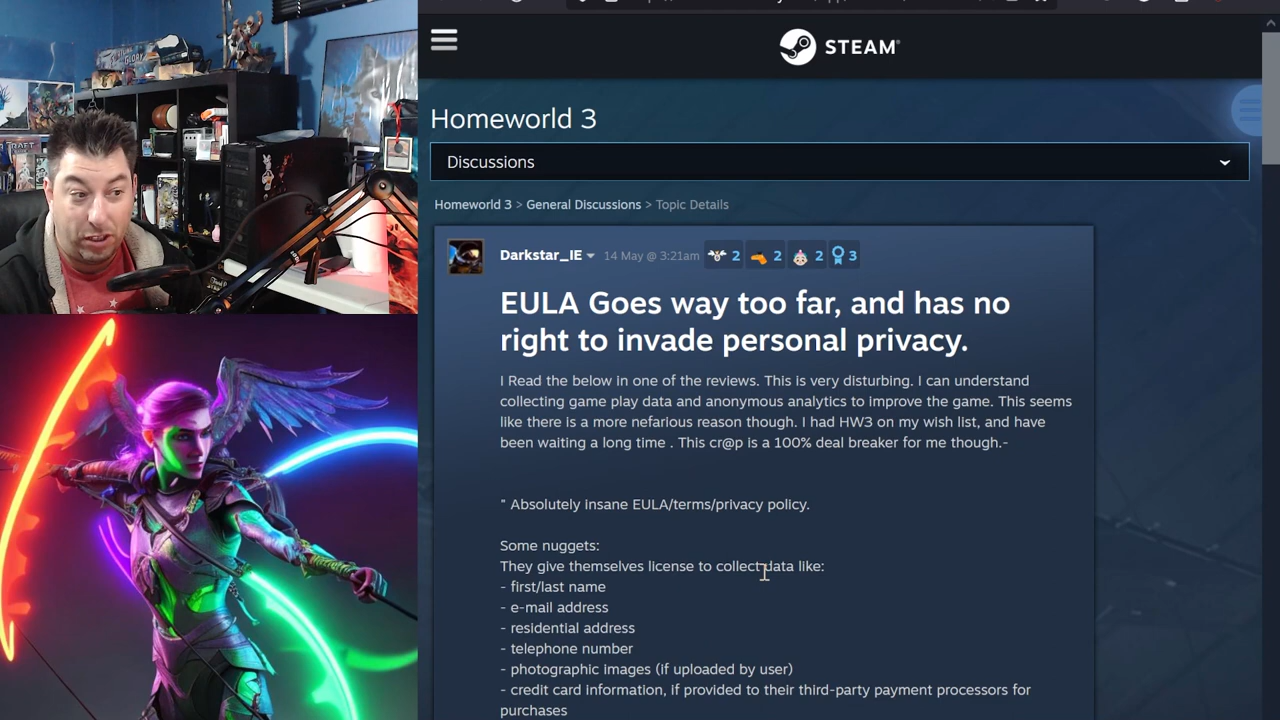 STEAM®
Homeworld 3
Discussions
Homeworld 3 > General Discussions > Topic Details
Darkstar_IE 14 May @ 3:21am 2 2 2 3
EULA Goes way too far, and has no
right to invade personal privacy.
I Read the below in one of the reviews. This is very disturbing. I can understand
collecting game play data and anonymous analytics to improve the game. This seems
like there is a more nefarious reason though. I had HW3 on my wish list, and have
been waiting a long time . This cr@p is a 100% deal breaker for me though.-
" Absolutely insane EULA/terms/privacy policy.
Some nuggets:
They give themselves license to collect data like:
- first/last name
- e-mail address
- residential address
- telephone number
- photographic images (if uploaded by user)
- credit card information, if provided to their third-party payment processors for
purchases